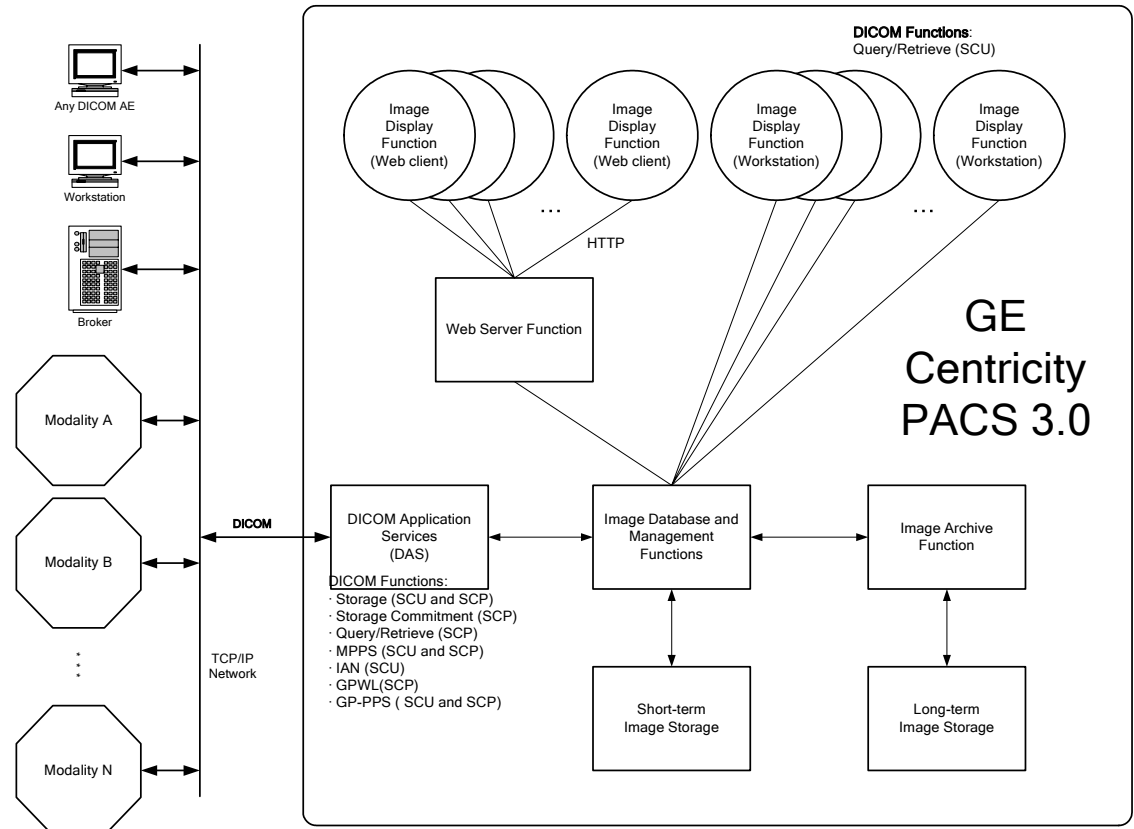 DICOM Functions:
Query/Retrieve (SCU)
Any DICOM AE
Workstation
Broker
Modality A
Modality B
Modality N
TCP/IP
Network
DICOM
Image
Display
Function
(Web client)
...
Image
Display
Function
(Web client)
Image
Display
Function
(Workstation)
...
Image
Display
Function
(Workstation)
HTTP
Web Server Function
GE
Centricity
PACS 3.0
DICOM Application
Services
(DAS)
Image Database and
Management
Functions
Image Archive
Function
DICOM Functions:
· Storage (SCU and SCP)
· Storage Commitment (SCP)
· Query/Retrieve (SCP)
· MPPS (SCU and SCP)
· IAN (SCU)
· GPWL(SCP)
· GP-PPS ( SCU and SCP)
Short-term
Image Storage
Long-term
Image Storage